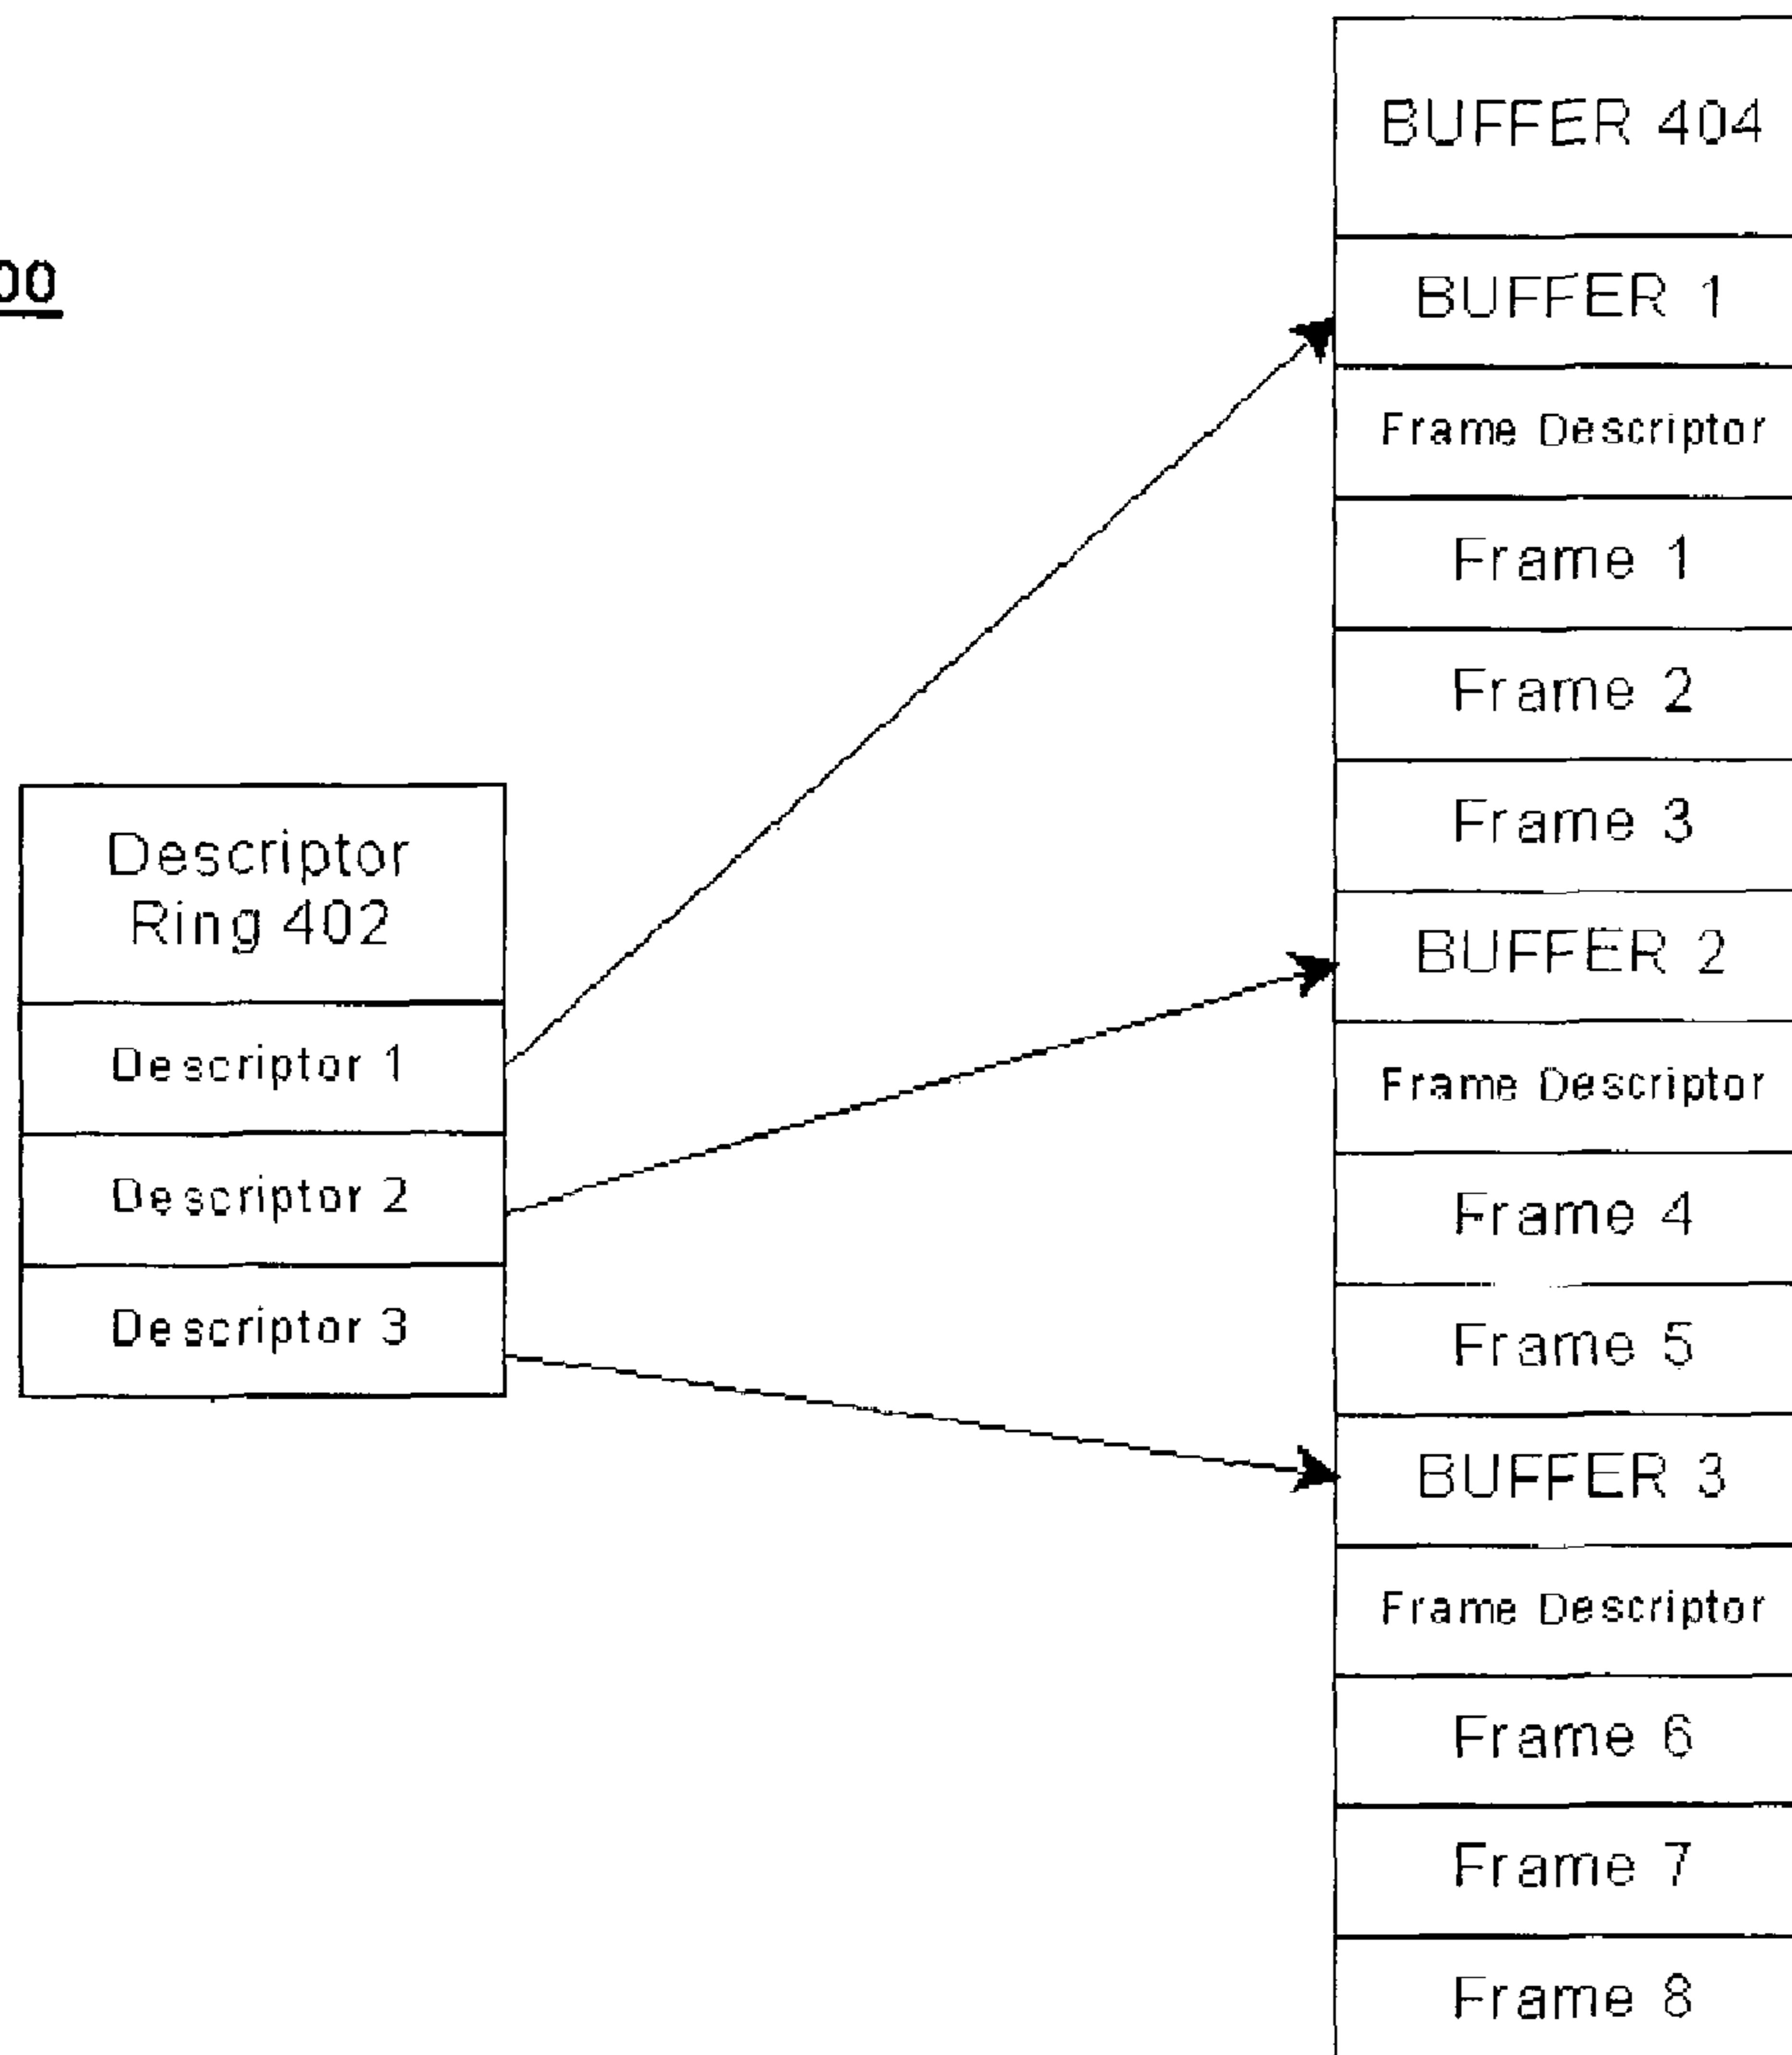 00
Descriptor
Ring 402
Descriptor 1
Descriptor 2
Descriptor 3
BUFFER 404
BUFFER 1
Frame Descriptor
Frame 1
Frame 2
Frame 3
BUFFER 2
Frame Descriptor
Frame 4
Frame 5
BUFFER 3
Frame Descriptor
Frame 6
Frame 7
Frame 8